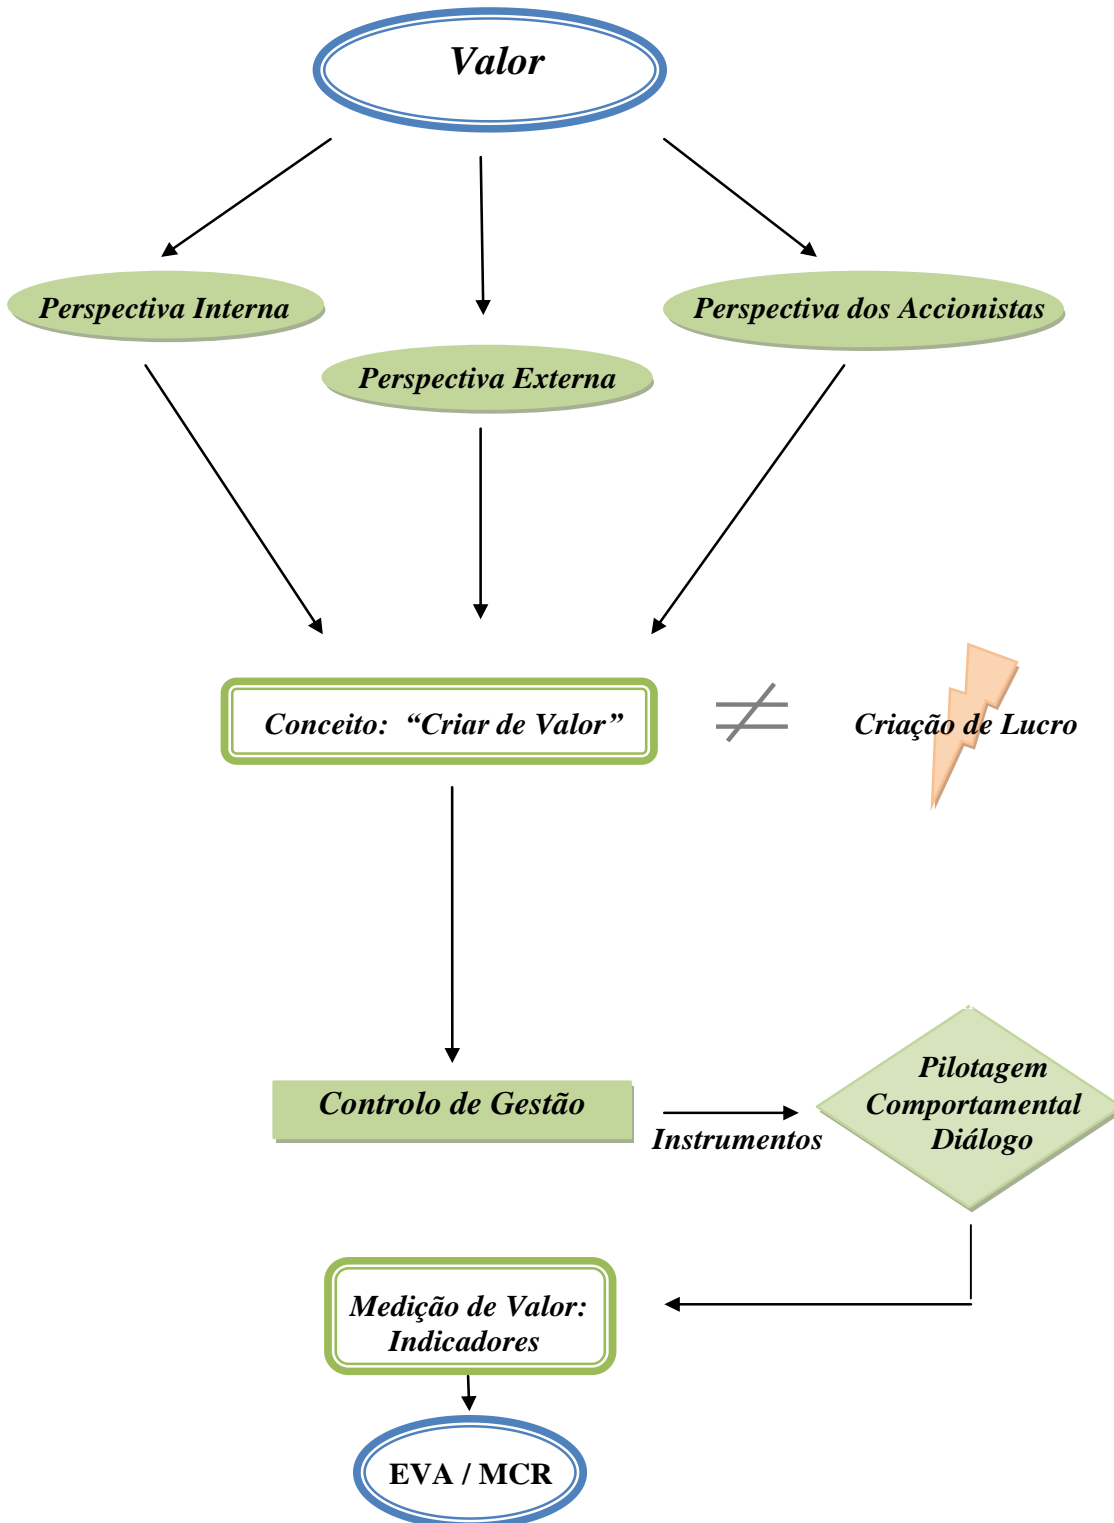 Valor
Perspectiva Interna
Perspectiva dos Accionistas
Perspectiva Externa
Conceito: “Criar de Valor”
≠
Criação de Lucro
Controlo de Gestão
Instrumentos
Pilotagem
Comportamental
Diálogo
Medição de Valor:
Indicadores
EVA / MCR